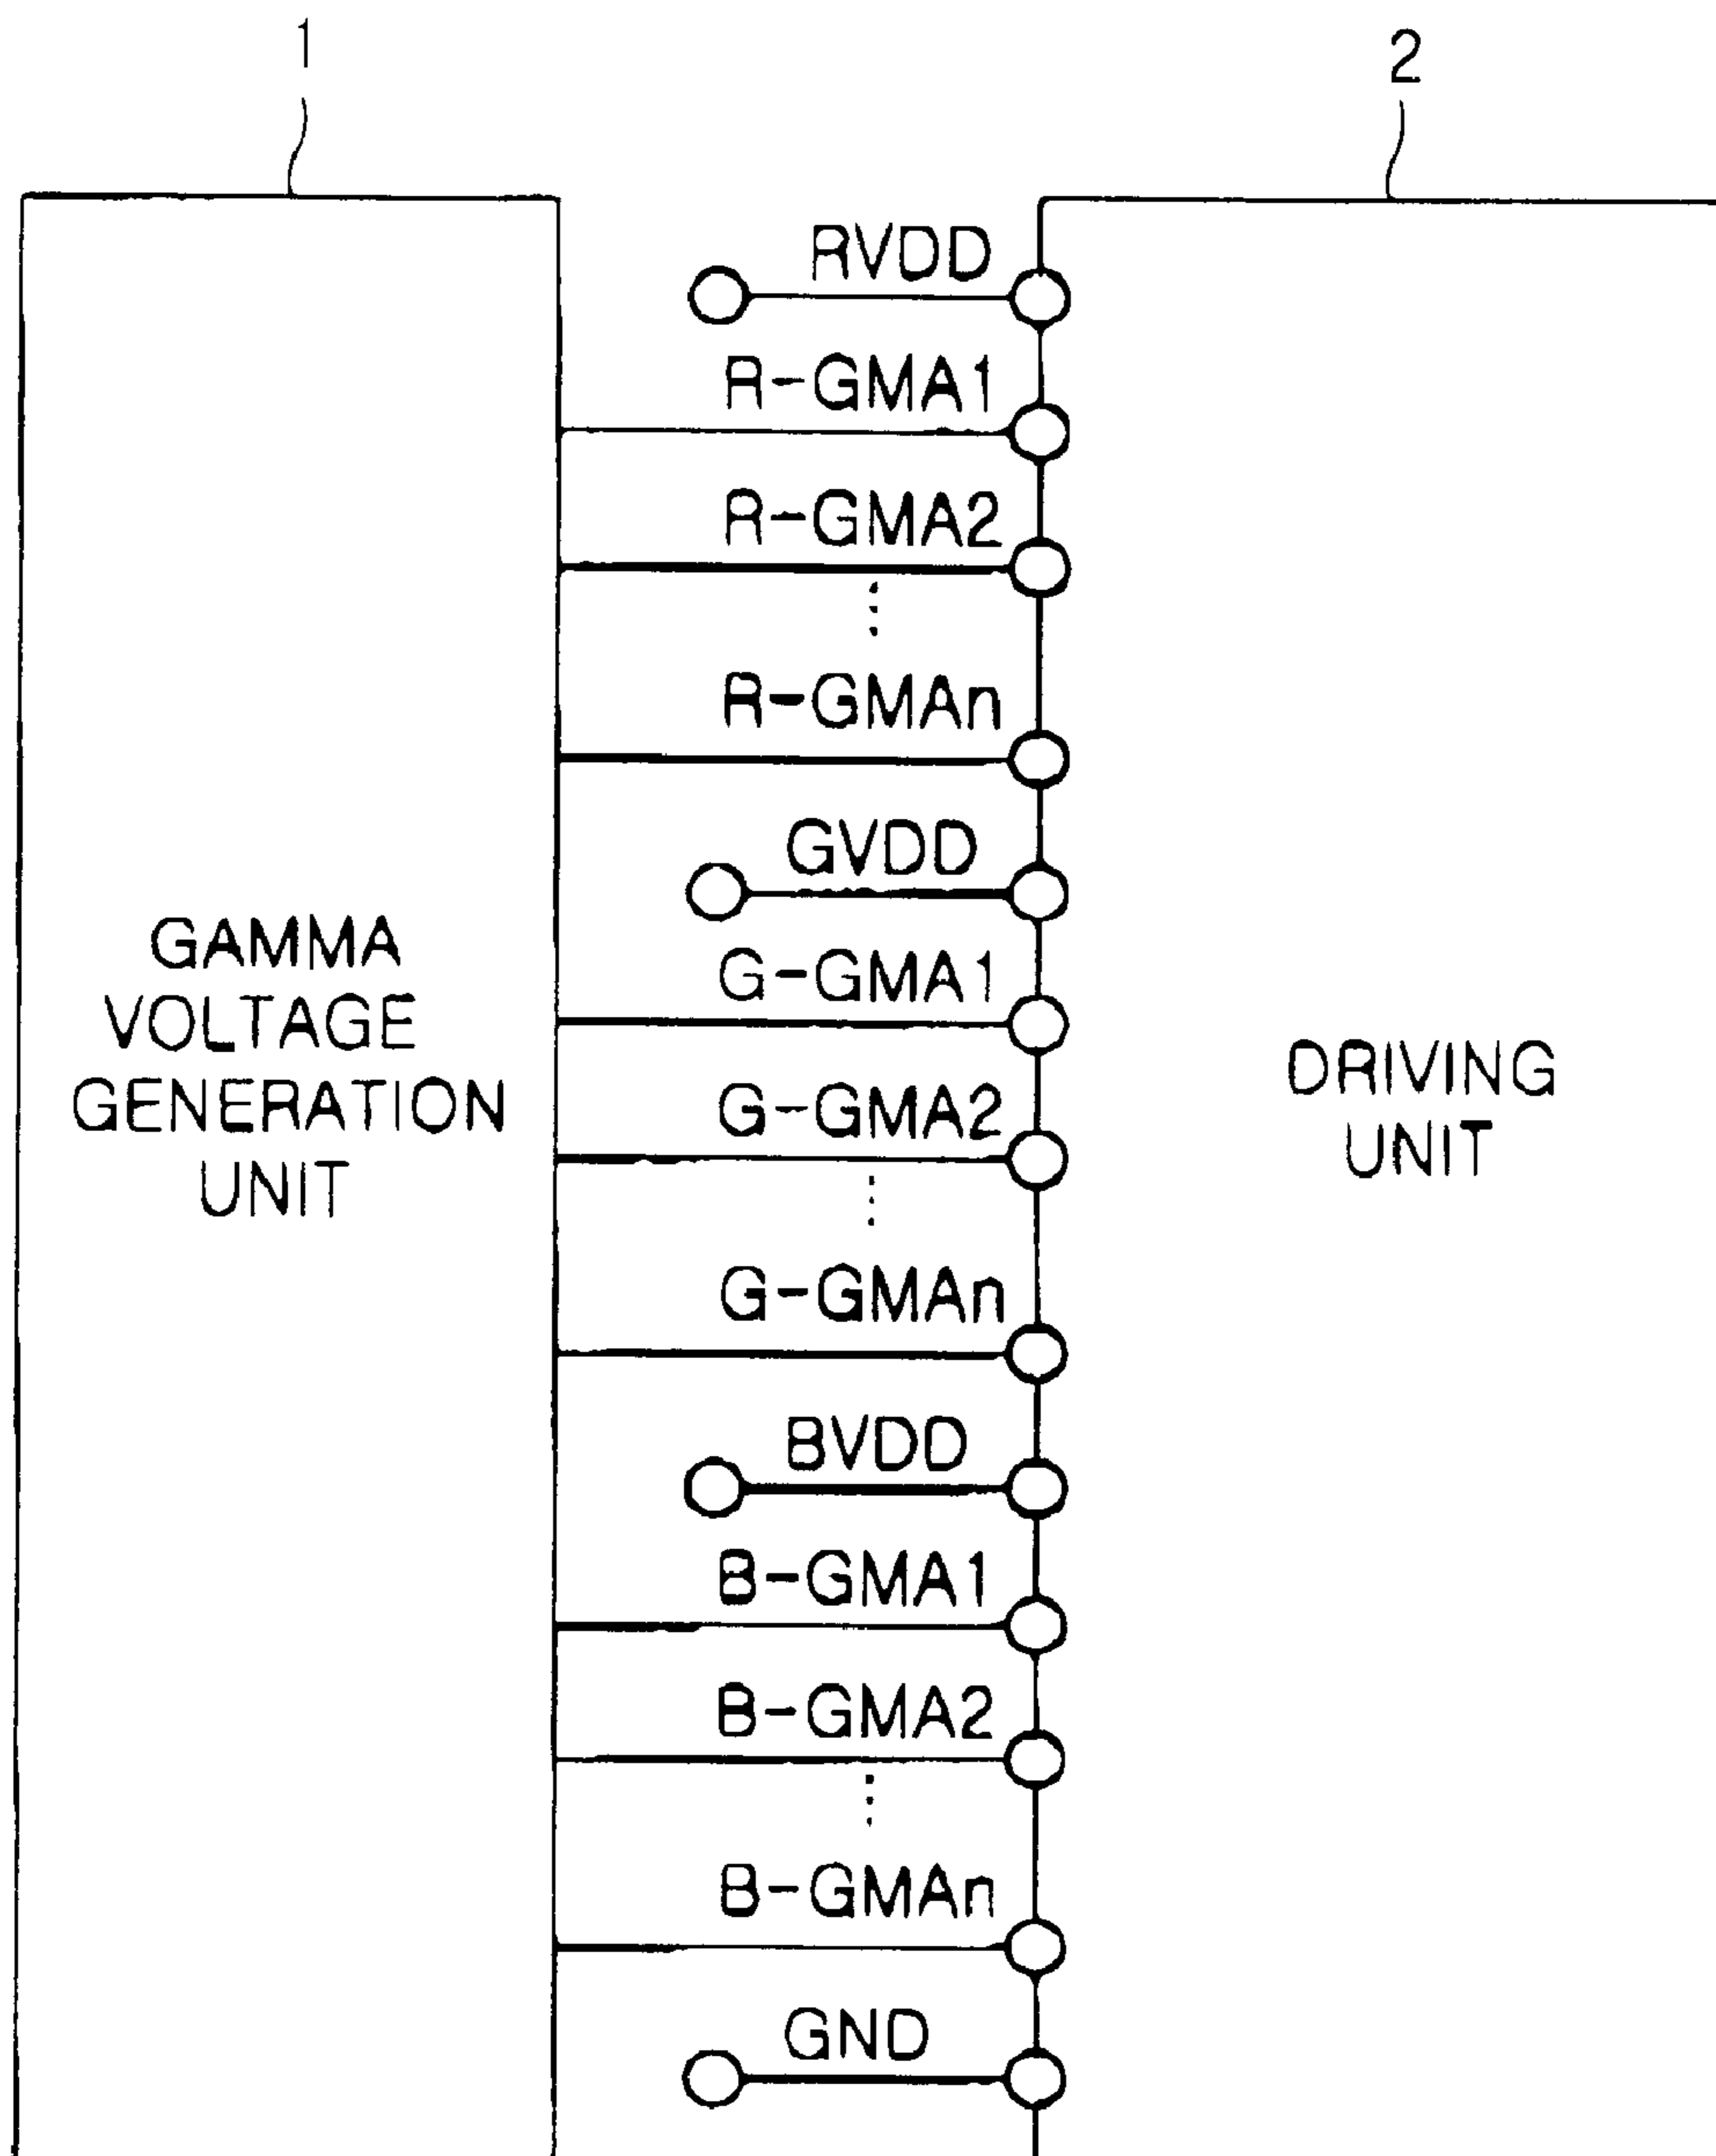 1
2
RVDD
R-GMA1
R-GMA2
R-GMAn
GVDD
G-GMA1
G-GMA2
G-GMAn
BVDD
B-GMA1
B-GMA2
B-GMAn
GND
GAMMA
VOLTAGE
GENERATION
UNIT
DRIVING
UNIT